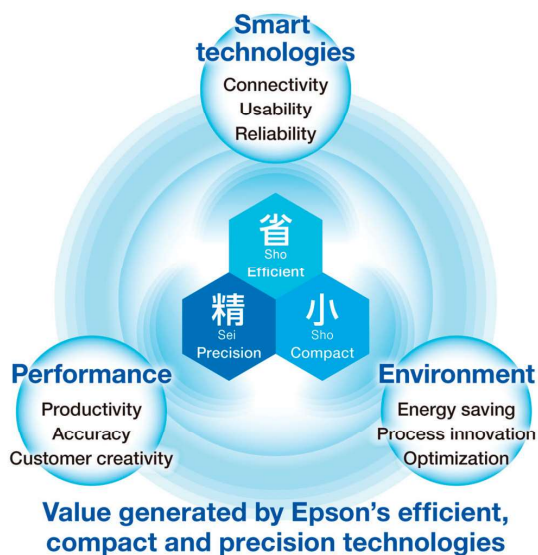 Smart
technologies
Connectivity
Usability
Reliability
省
Sho
Efficient
精
Sei
Precision
小
Sho
Compact
Performance
Productivity
Accuracy
Customer creativity
Environment
Energy saving
Process innovation
Optimization
Value generated by Epson's efficient,
compact and precision technologies